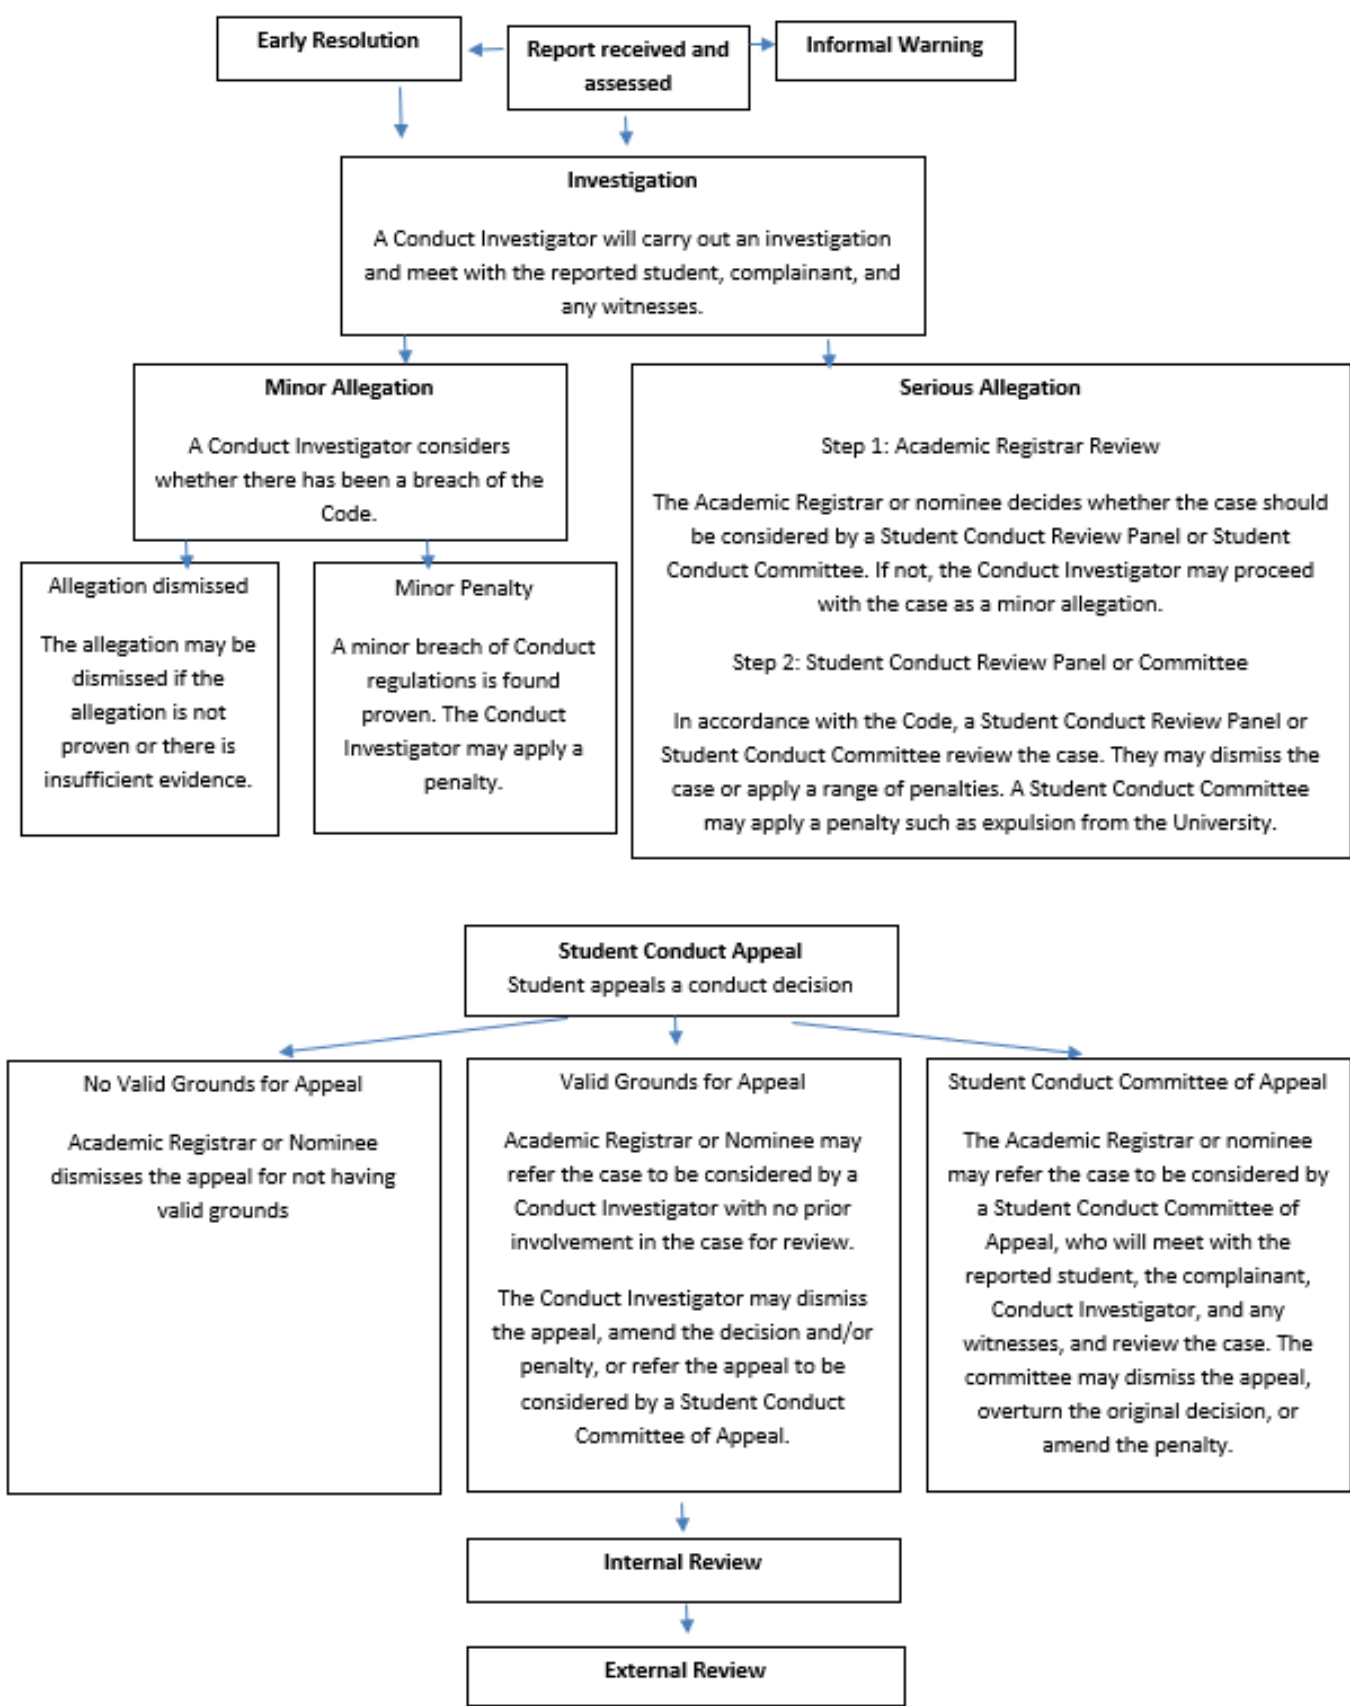 Early Resolution
Report received and
assessed
Informal Warning
Investigation
A Conduct Investigator will carry out an investigation
and meet with the reported student, complainant, and
any witnesses.
Minor Allegation
A Conduct Investigator considers
whether there has been a breach of the
Code.
Serious Allegation
Step 1: Academic Registrar Review
The Academic Registrar or nominee decides whether the case should
be considered by a Student Conduct Review Panel or Student
Conduct Committee. If not, the Conduct Investigator may proceed
with the case as a minor allegation.
Step 2: Student Conduct Review Panel or Committee
In accordance with the Code, a Student Conduct Review Panel or
Student Conduct Committee review the case. They may dismiss the
case or apply a range of penalties. A Student Conduct Committee
may apply a penalty such as expulsion from the University.
Allegation dismissed
The allegation may be
dismissed if the
allegation is not
proven or there is
insufficient evidence.
Minor Penalty
A minor breach of Conduct
regulations is found
proven. The Conduct
Investigator may apply a
penalty.
Student Conduct Appeal
Student appeals a conduct decision
No Valid Grounds for Appeal
Academic Registrar or Nominee
dismisses the appeal for not having
valid grounds
Valid Grounds for Appeal
Academic Registrar or Nominee may
refer the case to be considered by a
Conduct Investigator with no prior
involvement in the case for review.
The Conduct Investigator may dismiss
the appeal, amend the decision and/or
penalty, or refer the appeal to be
considered by a Student Conduct
Committee of Appeal.
Student Conduct Committee of Appeal
The Academic Registrar or nominee
may refer the case to be considered by
a Student Conduct Committee of
Appeal, who will meet with the
reported student, the complainant,
Conduct Investigator, and any
witnesses, and review the case. The
committee may dismiss the appeal,
overturn the original decision, or
amend the penalty.
Internal Review
External Review